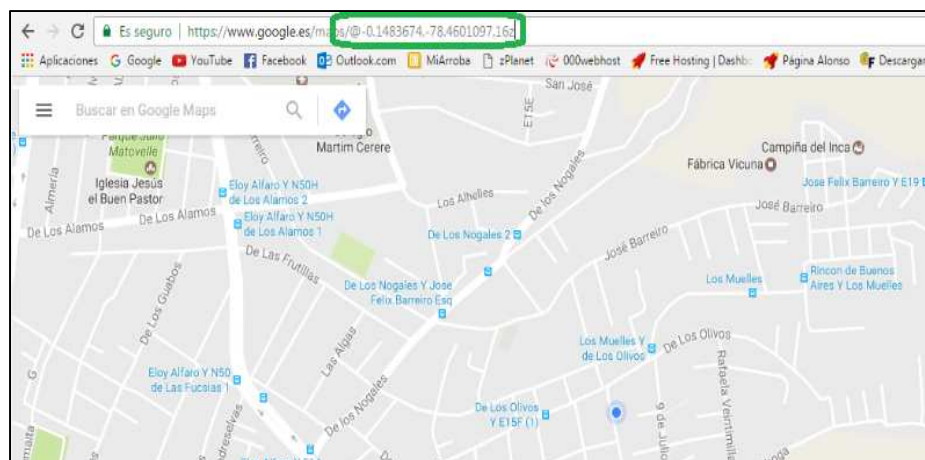 Es seguro | https://www.google.es/maps/@-0.1483674,-78.4601097,16z
Aplicaciones Google YouTube Facebook Outlook.com MiArroba zPlanet 000webhost Free Hosting | Dashb Página Alonso Descargar
San José
E15E
Buscar en Google Maps
Martim Cerere
Campiña del Inca
Fábrica Vicuna
Matovelle
Iglesia Jesús
el Buen Pastor
Almería
Eloy Alfaro Y N50H
de Los Alamos 2
Los Alhelies
De los Nogales
Jose Felix Barreiro Y E19
José Barreiro
De Los Alamos
De Los Alamos
Eloy Alfaro Y N50H
de Los Alamos 1
De Los Nogales 2
José Barreiro
De Las Frutillas
De Los Guabos
De Los Nogales Y Jose
Felix Barreiro Esq
Los Muelles
Rincon de Buenos
Aires Y Los Muelles
Las Algas
Los Muelles Y
de Los Olivos
De Los Olivos
Eloy Alfaro Y N50
de Las Fucsias 1
De los Nogales
De Los Olivos
Y E15F (1)
9 de Julio
Rafaela Veintimilla